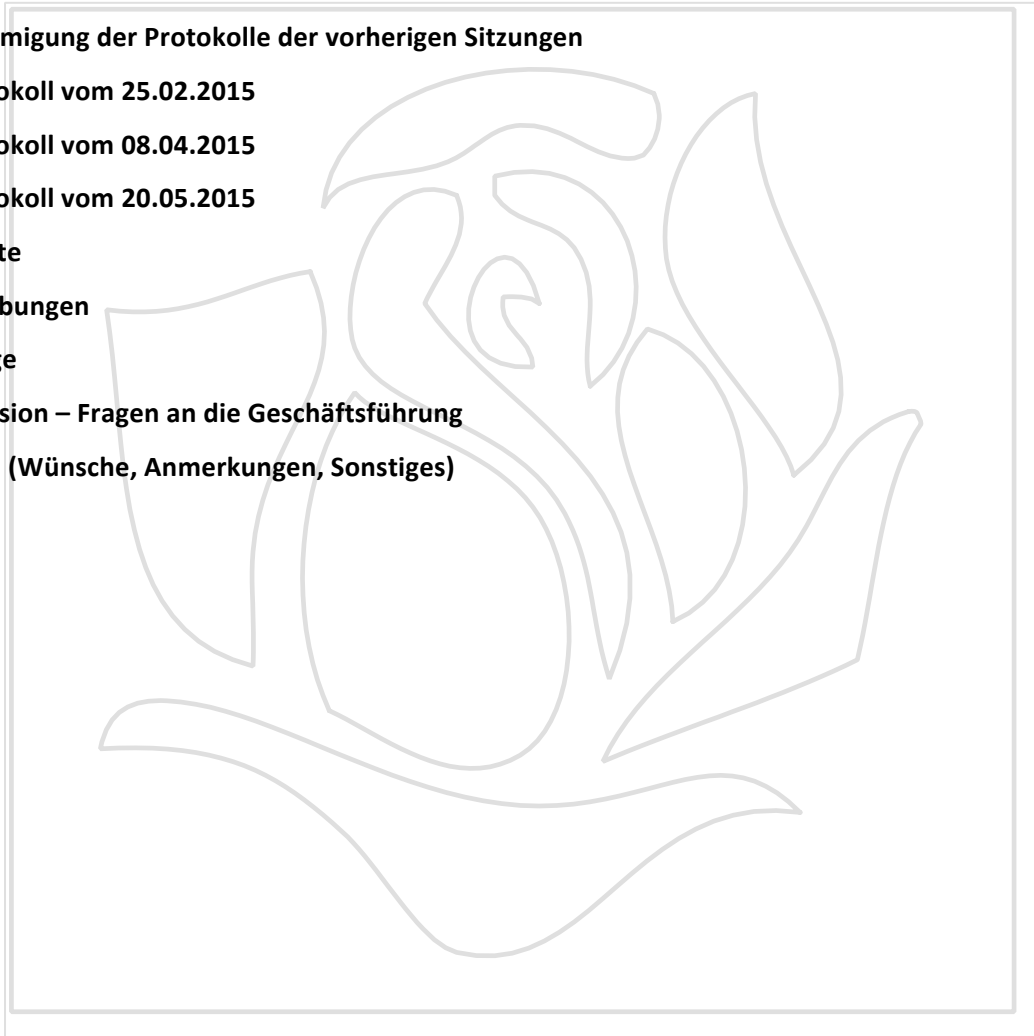 migung der Protokolle der vorherigen Sitzungen
okoll vom 25.02.2015
okoll vom 08.04.2015
okoll vom 20.05.2015
te
bungen
ge
sion – Fragen an die Geschäftsführung
(Wünsche, Anmerkungen, Sonstiges)